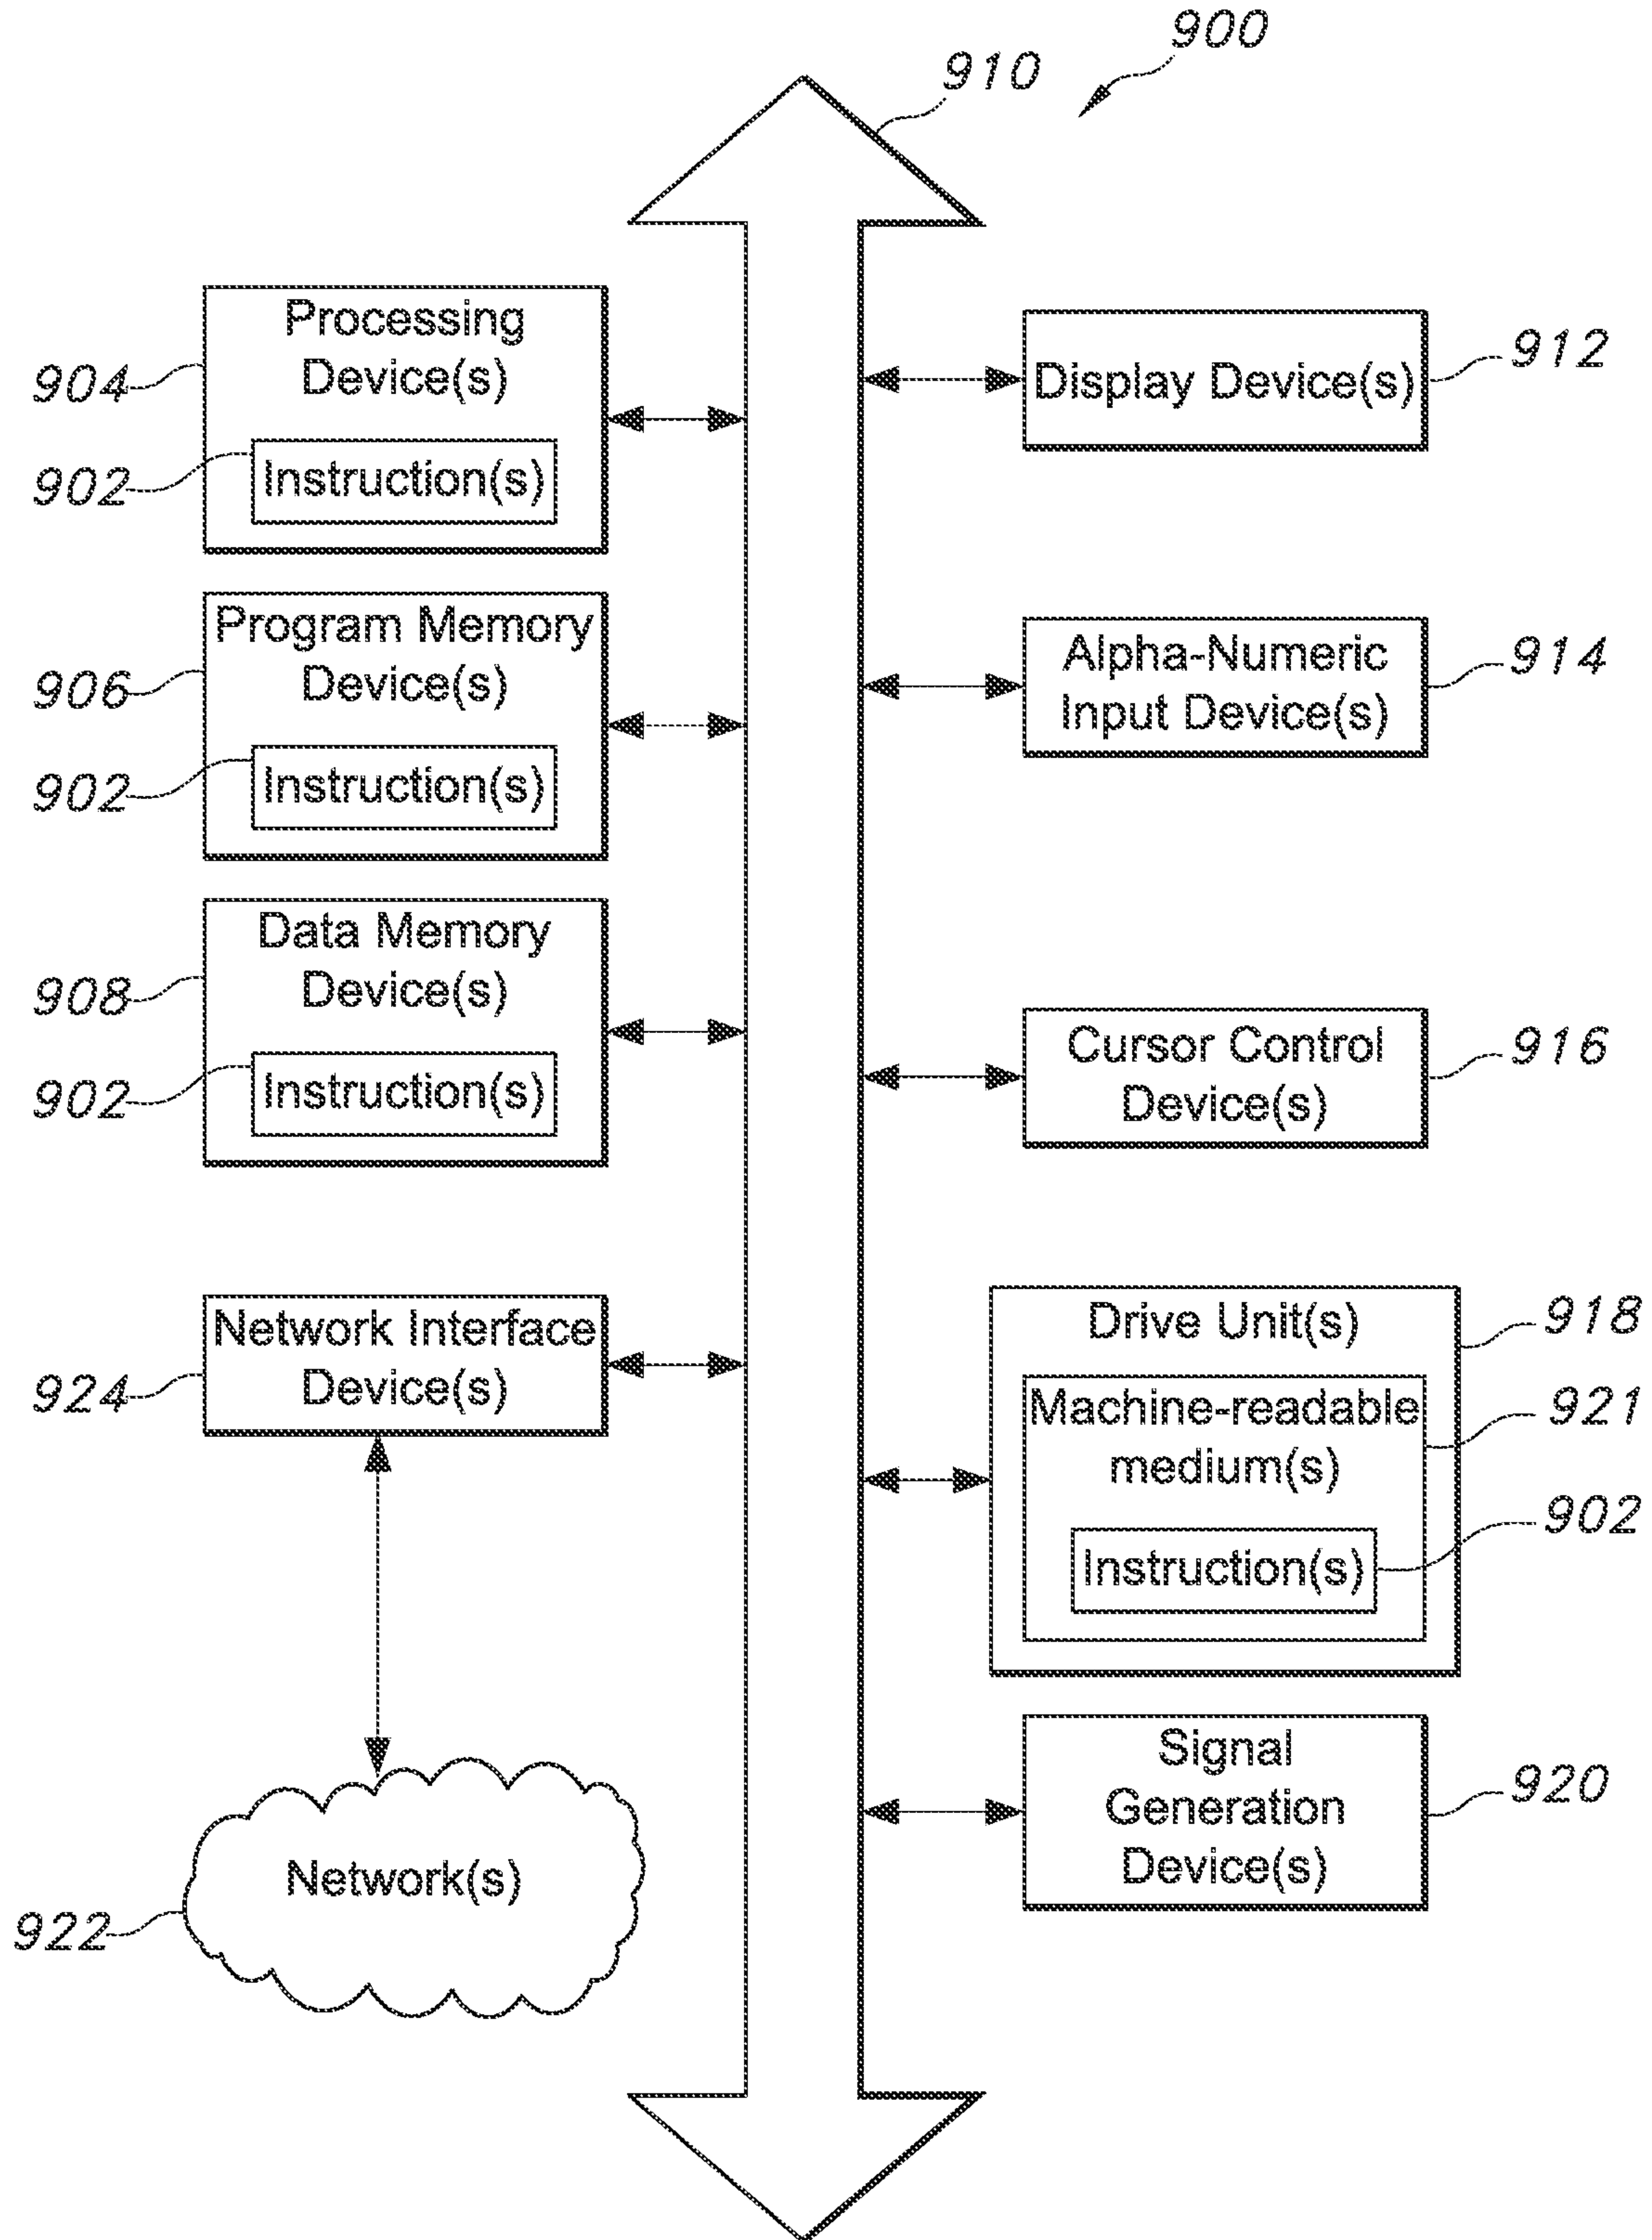 900
910
Processing
Device(s)
904
Instruction(s)
902
Program Memory
Device(s)
906
Instruction(s)
902
Data Memory
Device(s)
908
Instruction(s)
902
Network Interface
Device(s)
924
Network(s)
922
Display Device(s)
912
Alpha-Numeric
Input Device(s)
914
Cursor Control
Device(s)
916
Drive Unit(s)
918
Machine-readable
medium(s)
921
Instruction(s)
902
Signal
Generation
Device(s)
920